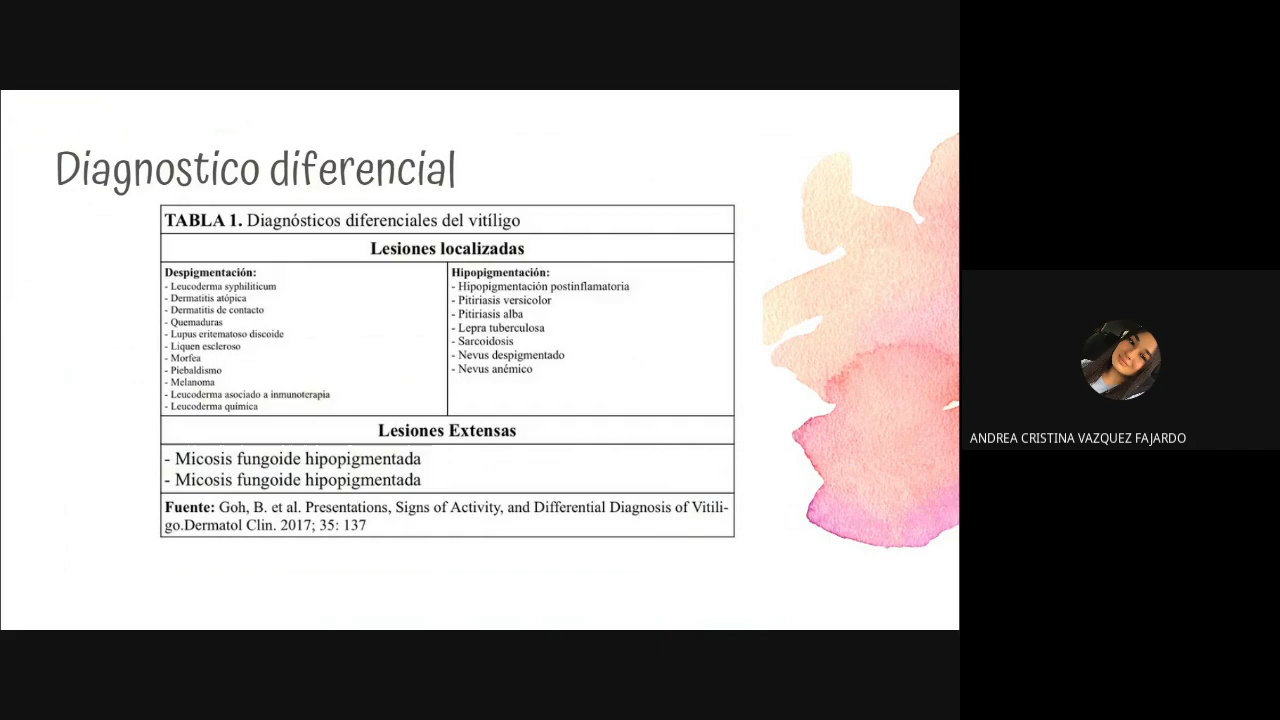 Diagnostico diferencial
TABLA 1. Diagnósticos diferenciales del vitíligo
Lesiones localizadas
Despigmentación:
- Leucoderma syphiliticum
- Dermatitis atópica
- Dermatitis de contacto
- Quemaduras
- Lupus eritematoso discoide
- Liquen escleroso
- Morfea
- Piebaldismo
- Melanoma
- Leucoderma asociado a inmunoterapia
- Leucoderma química
Hipopigmentación:
- Hipopigmentación postinflamatoria
- Pitiriasis versicolor
- Pitiriasis alba
- Lepra tuberculosa
- Sarcoidosis
- Nevus despigmentado
- Nevus anémico
Lesiones Extensas
- Micosis fungoide hipopigmentada
- Micosis fungoide hipopigmentada
Fuente: Goh, B. et al. Presentations, Signs of Activity, and Differential Diagnosis of Vitili-
go.Dermatol Clin. 2017; 35: 137
ANDREA CRISTINA VAZQUEZ FAJARDO